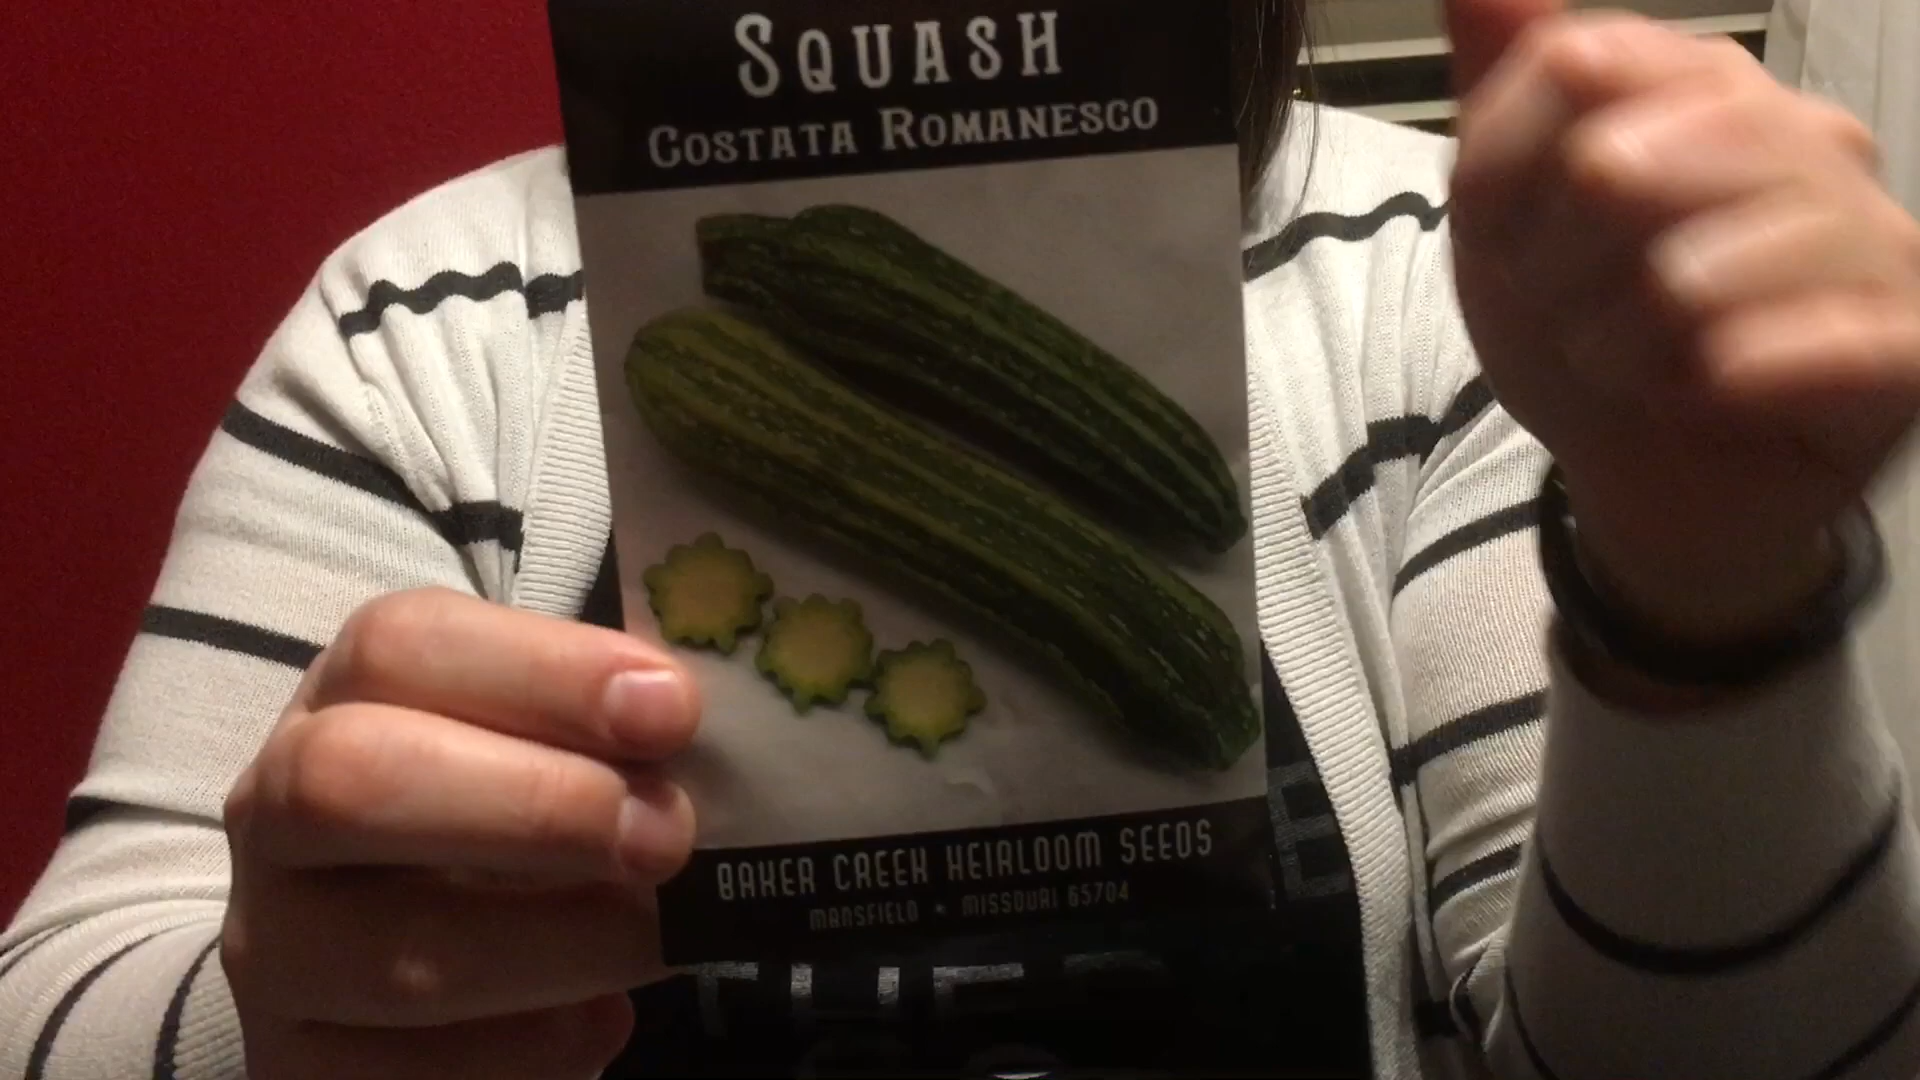 SQUASH
COSTATA ROMANESCO
BAKER CREEK HEIRLOOM SEEDS
MANSFIELD • MISSOURI 65704